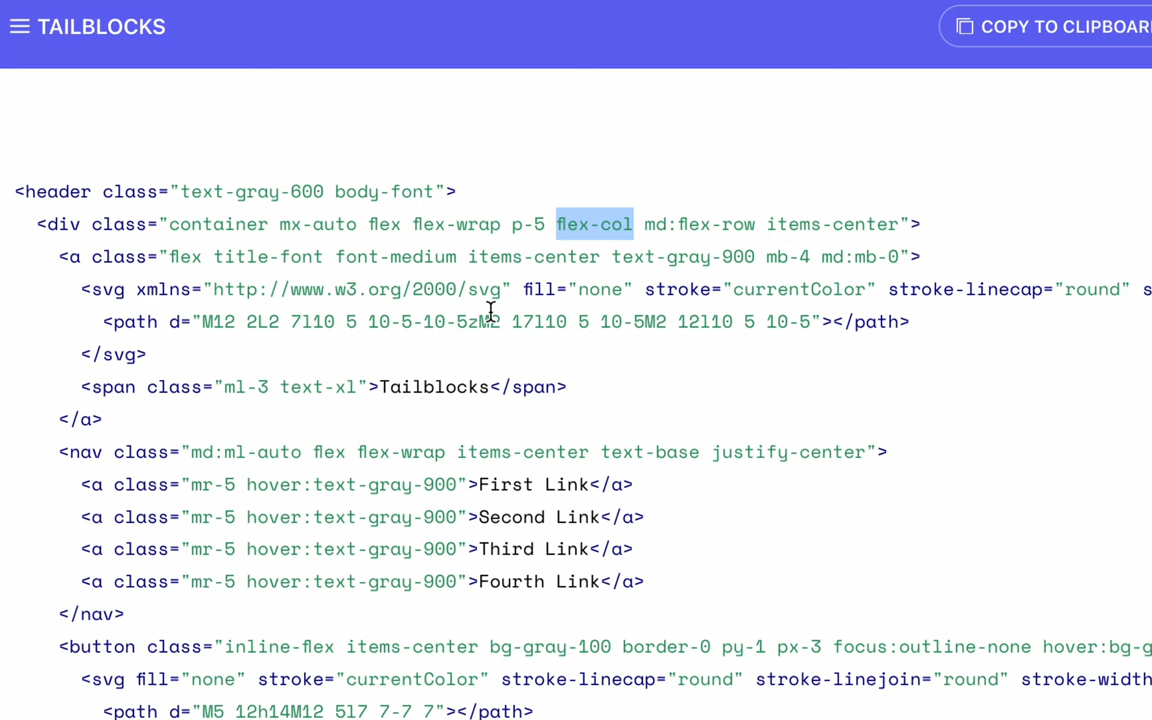 TAILBLOCKS
COPY TO CLIPBOAR
<header class="text-gray-600 body-font">
<div class="container mx-auto flex flex-wrap p-5 flex-col md:flex-row items-center">
<a class="flex title-font font-medium items-center text-gray-900 mb-4 md:mb-0">
<svg xmlns="http://www.w3.org/2000/svg" fill="none" stroke="currentColor" stroke-linecap="round" s
<path d="M12 2L2 7l10 5 10-5-10-5zM2 17l10 5 10-5M2 12l10 5 10-5"></path>
</svg>
<span class="ml-3 text-xl">Tailblocks</span>
</a>
<nav class="md:ml-auto flex flex-wrap items-center text-base justify-center">
<a class="mr-5 hover:text-gray-900">First Link</a>
<a class="mr-5 hover:text-gray-900">Second Link</a>
<a class="mr-5 hover:text-gray-900">Third Link</a>
<a class="mr-5 hover:text-gray-900">Fourth Link</a>
</nav>
<button class="inline-flex items-center bg-gray-100 border-0 py-1 px-3 focus:outline-none hover:bg-g
<svg fill="none" stroke="currentColor" stroke-linecap="round" stroke-linejoin="round" stroke-width
<path d="M5 12h14M12 5l7 7-7 7"></path>